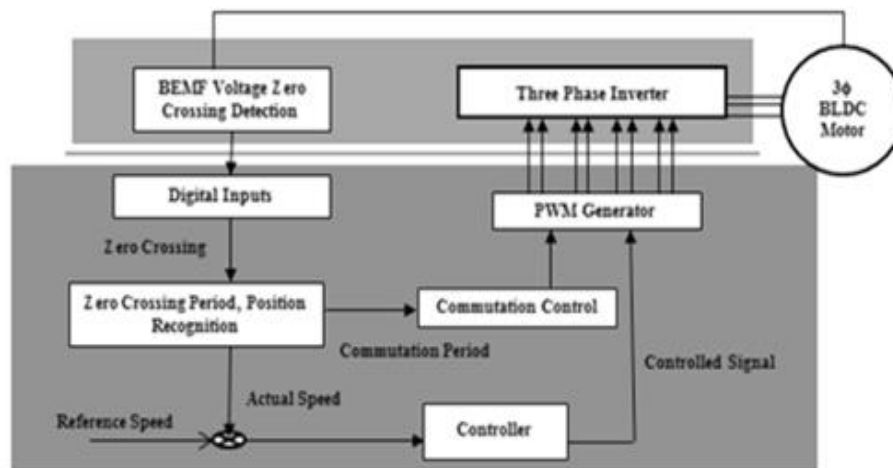 BEMF Voltage Zero
Crossing Detection
Three Phase Inverter
3ϕ
BLDC
Motor
Digital Inputs
PWM Generator
Zero Crossing
Zero Crossing Period, Position
Recognition
Commutation Control
Commutation Period
Controlled Signal
Actual Speed
Reference Speed
Controller